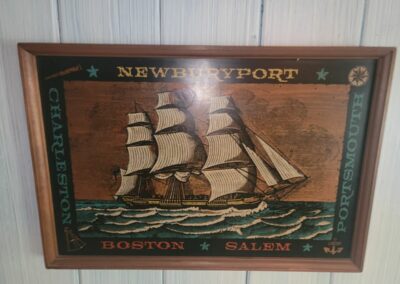 NEWBURYPORT
CHARLESTON
PORTSMOUTH
BOSTON ★ SALEM